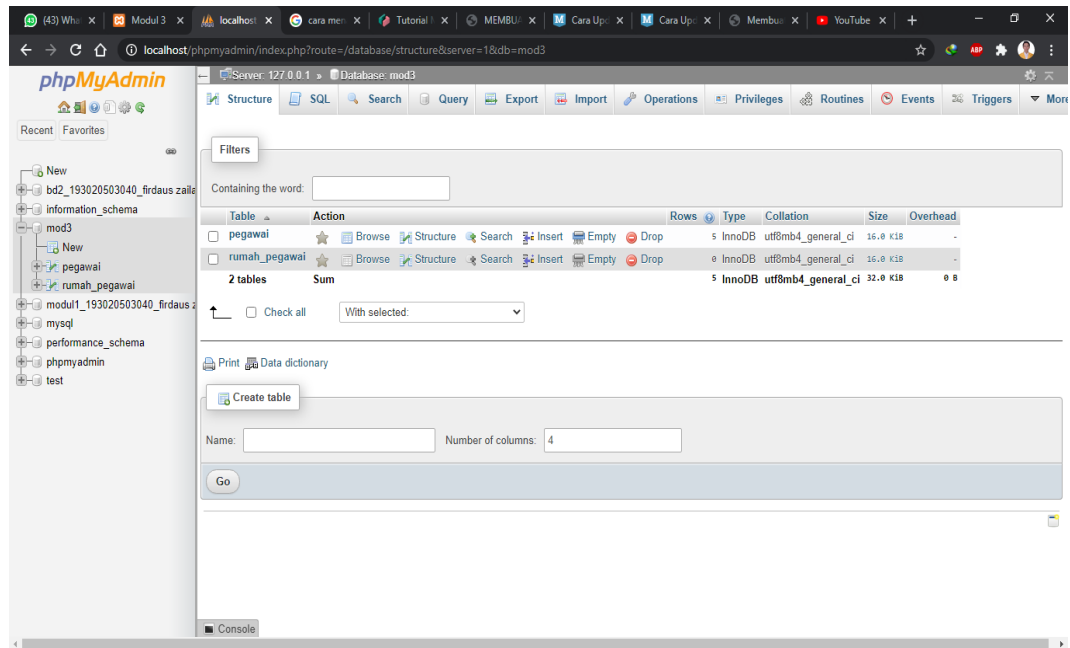 (43) Wha
Modul 3
localhost
cara men
Tutorial
MEMBUA
Cara Upd
Cara Upd
Membua
YouTube
localhost/phpmyadmin/index.php?route=/database/structure&server=1&db=mod3
ABP
phpMyAdmin
Recent Favorites
New
bd2_193020503040_firdaus zaila
information_schema
mod3
New
pegawai
rumah_pegawai
modul1_193020503040_firdaus z
mysql
performance_schema
phpmyadmin
test
Server: 127.0.0.1 » Database: mod3
Structure SQL Search Query Export Import Operations Privileges Routines Events Triggers More
Filters
Containing the word:
Table Action Rows Type Collation Size Overhead
pegawai Browse Structure Search Insert Empty Drop 5 InnoDB utf8mb4_general_ci 16.0 KiB -
rumah_pegawai Browse Structure Search Insert Empty Drop 0 InnoDB utf8mb4_general_ci 16.0 KiB -
2 tables Sum 5 InnoDB utf8mb4_general_ci 32.0 KiB 0 B
Check all With selected:
Print Data dictionary
Create table
Name: Number of columns: 4
Go
Console